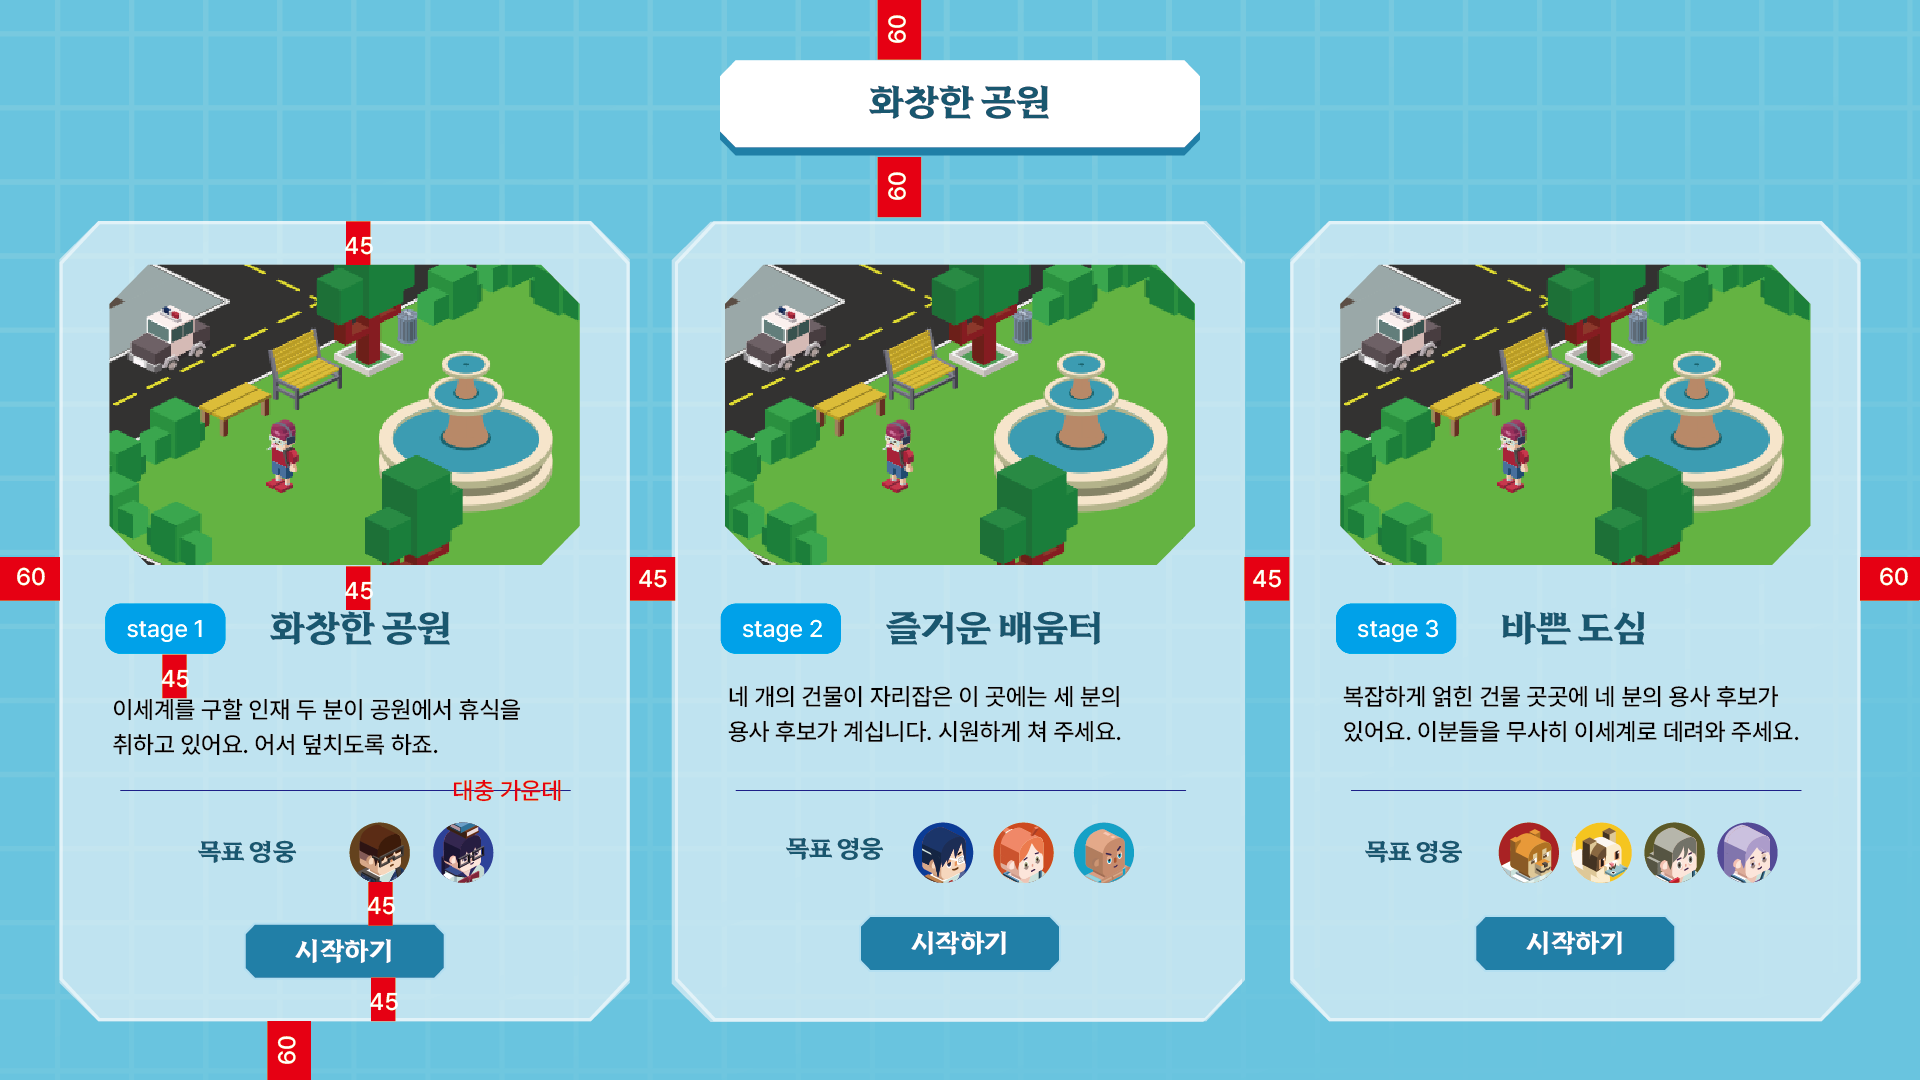 60
화창한 공원
60
45
45
stage 1
화창한 공원
45
이세계를 구할 인재 두 분이 공원에서 휴식을
취하고 있어요. 어서 덮치도록 하죠.
대충 가운데
목표 영웅
45
시작하기
45
60
60
45
stage 2
즐거운 배움터
네 개의 건물이 자리잡은 이 곳에는 세 분의
용사 후보가 계십니다. 시원하게 쳐 주세요.
목표 영웅
시작하기
45
stage 3
바쁜 도심
복잡하게 얽힌 건물 곳곳에 네 분의 용사 후보가
있어요. 이분들을 무사히 이세계로 데려와 주세요.
목표 영웅
시작하기
60